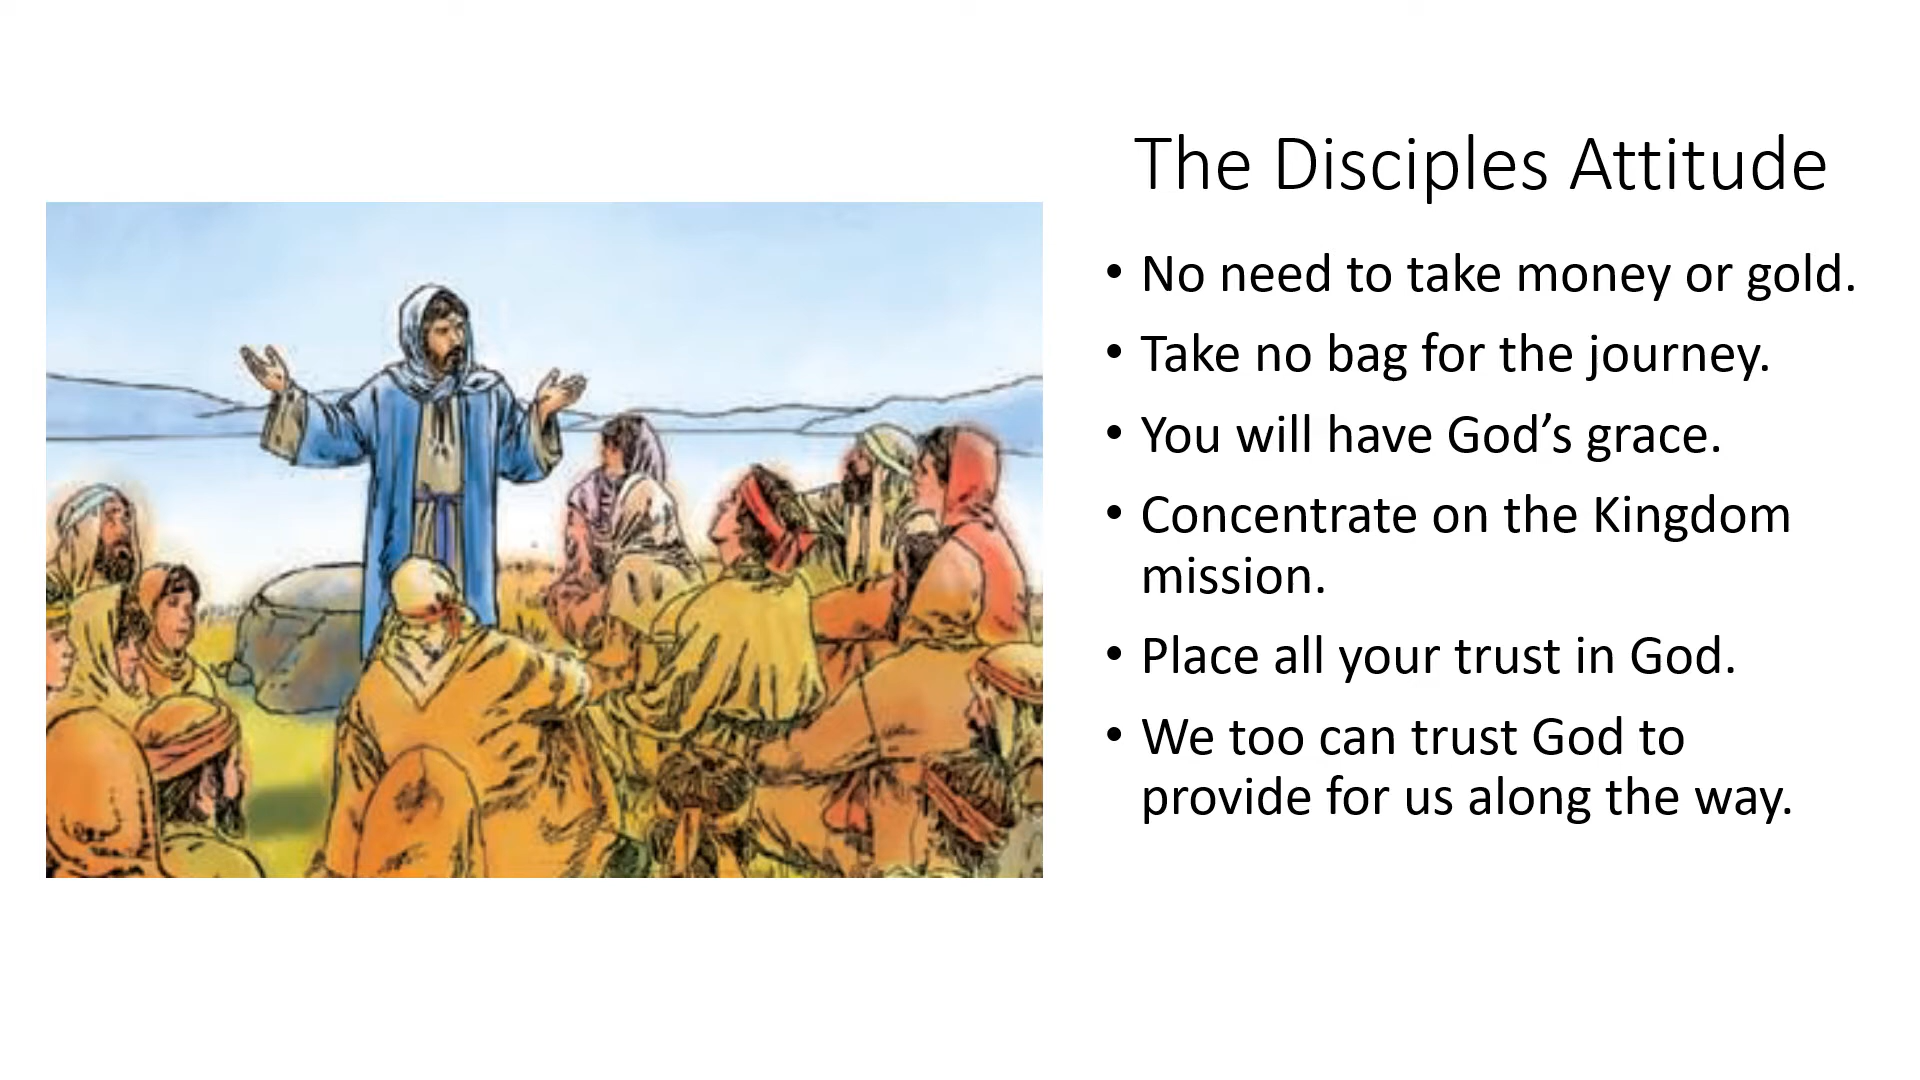 The Disciples Attitude
• No need to take money or gold.
• Take no bag for the journey.
• You will have God’s grace.
• Concentrate on the Kingdom
mission.
• Place all your trust in God.
• We too can trust God to
provide for us along the way.